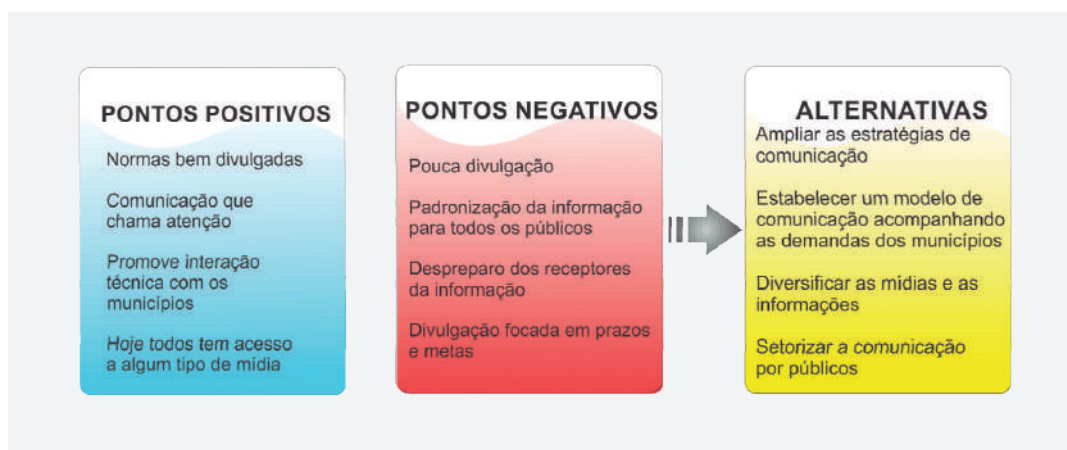 PONTOS POSITIVOS
Normas bem divulgadas
Comunicação que
chama atenção
Promove interação
técnica com os
municípios
Hoje todos tem acesso
a algum tipo de mídia
PONTOS NEGATIVOS
Pouca divulgação
Padronização da informação
para todos os públicos
Despreparo dos receptores
da informação
Divulgação focada em prazos
e metas
ALTERNATIVAS
Ampliar as estratégias de
comunicação
Estabelecer um modelo de
comunicação acompanhando
as demandas dos municípios
Diversificar as mídias e as
informações
Setorizar a comunicação
por públicos